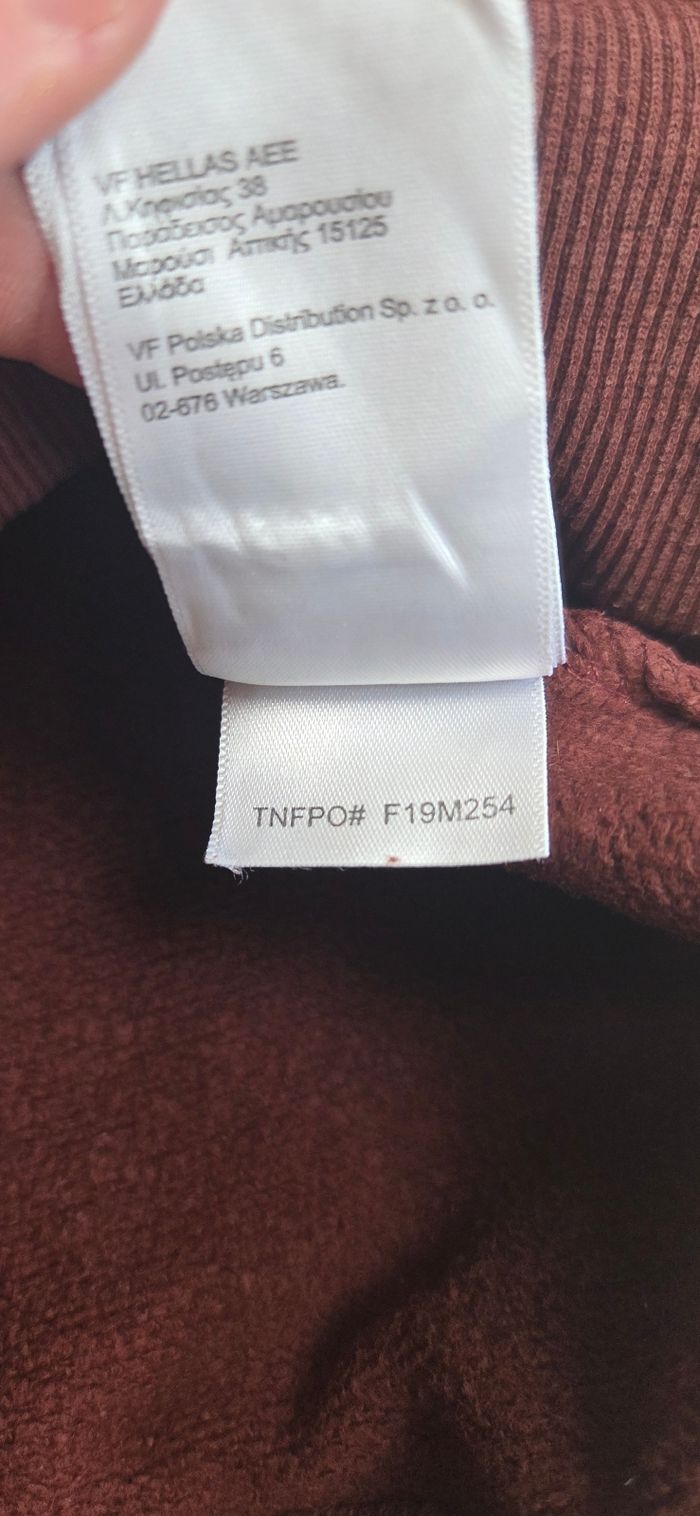 VF HELLAS AEE
Λ.Κηφισίας 38
Παράδεισος Αμαρουσίου
Μαρούσι Αττικής 15125
Ελλάδα
VF Polska Distribution Sp. z o. o.
Ul. Postępu 6
02-676 Warszawa.
TNFPO# F19M254